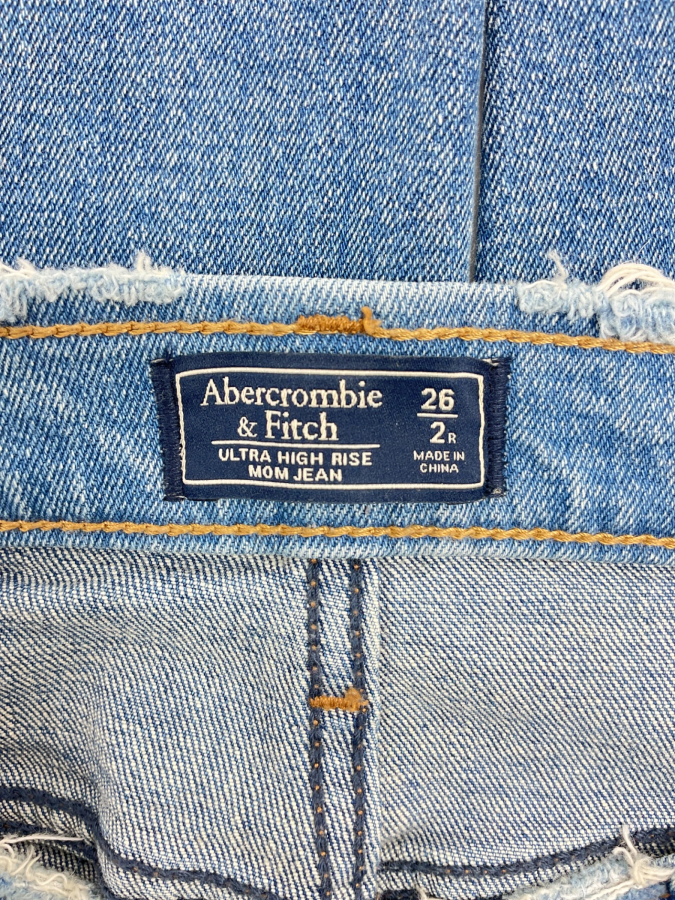 Abercrombie
& Fitch
ULTRA HIGH RISE
MOM JEAN
26
2R
MADE IN
CHINA